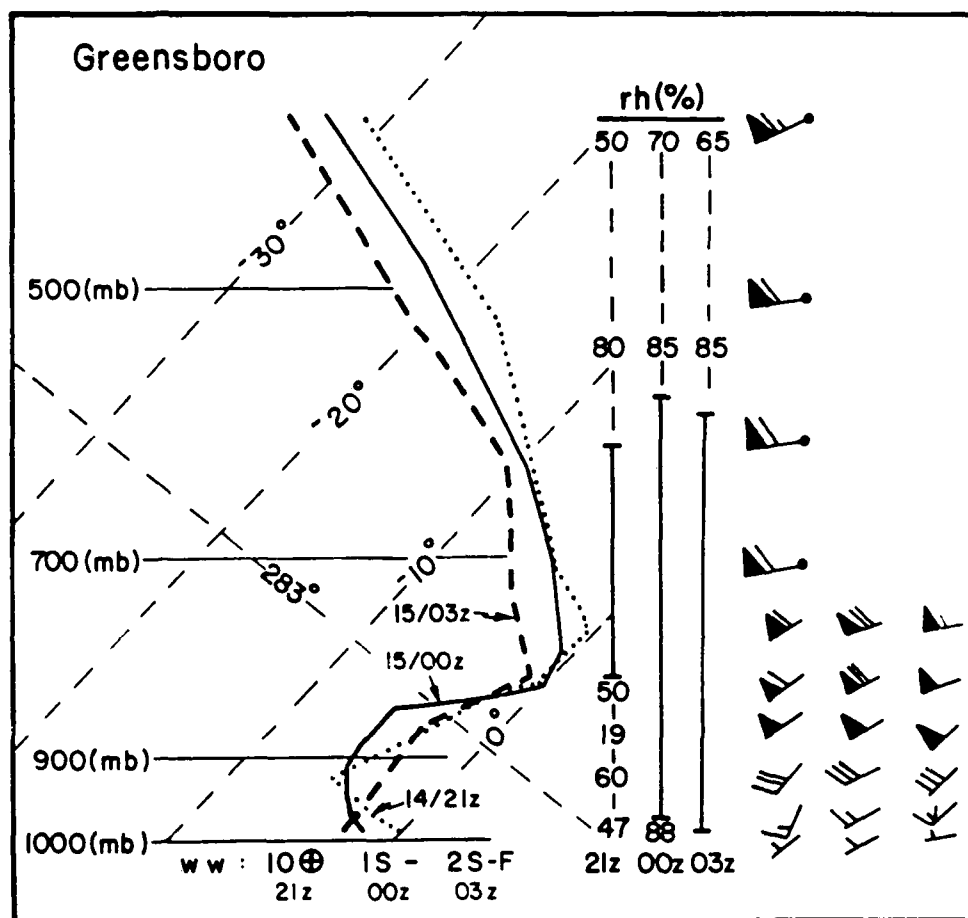 Greensboro
rh(%)
50 70 65
-30°
500(mb)
80 85 85
-20°
-10°
700(mb)
283°
15/03z
15/00z
50
0°
19
900(mb)
60
14/21z
47 88
1000(mb)
ww: 10⊕ 1S- 2S-F
21z 00z 03z
21z 00z 03z